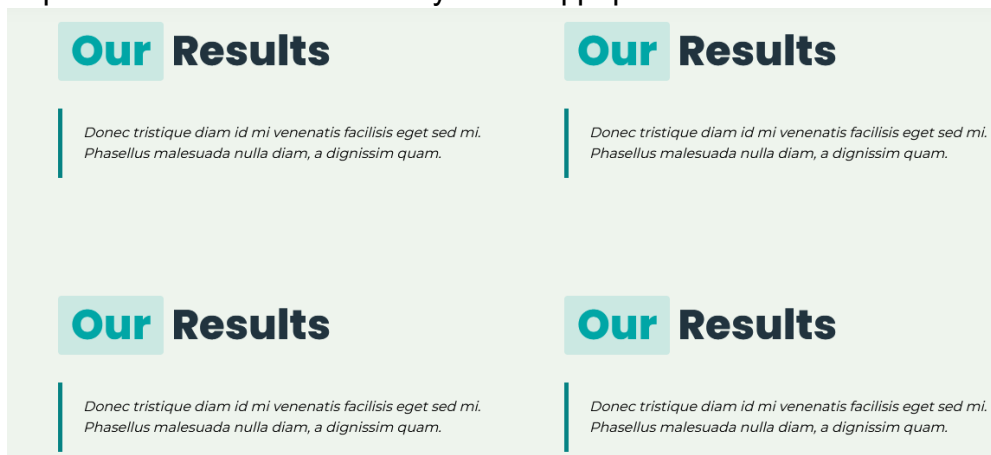 Our Results
Donec tristique diam id mi venenatis facilisis eget sed mi.
Phasellus malesuada nulla diam, a dignissim quam.
Our Results
Donec tristique diam id mi venenatis facilisis eget sed mi.
Phasellus malesuada nulla diam, a dignissim quam.
Our Results
Donec tristique diam id mi venenatis facilisis eget sed mi.
Phasellus malesuada nulla diam, a dignissim quam.
Our Results
Donec tristique diam id mi venenatis facilisis eget sed mi.
Phasellus malesuada nulla diam, a dignissim quam.